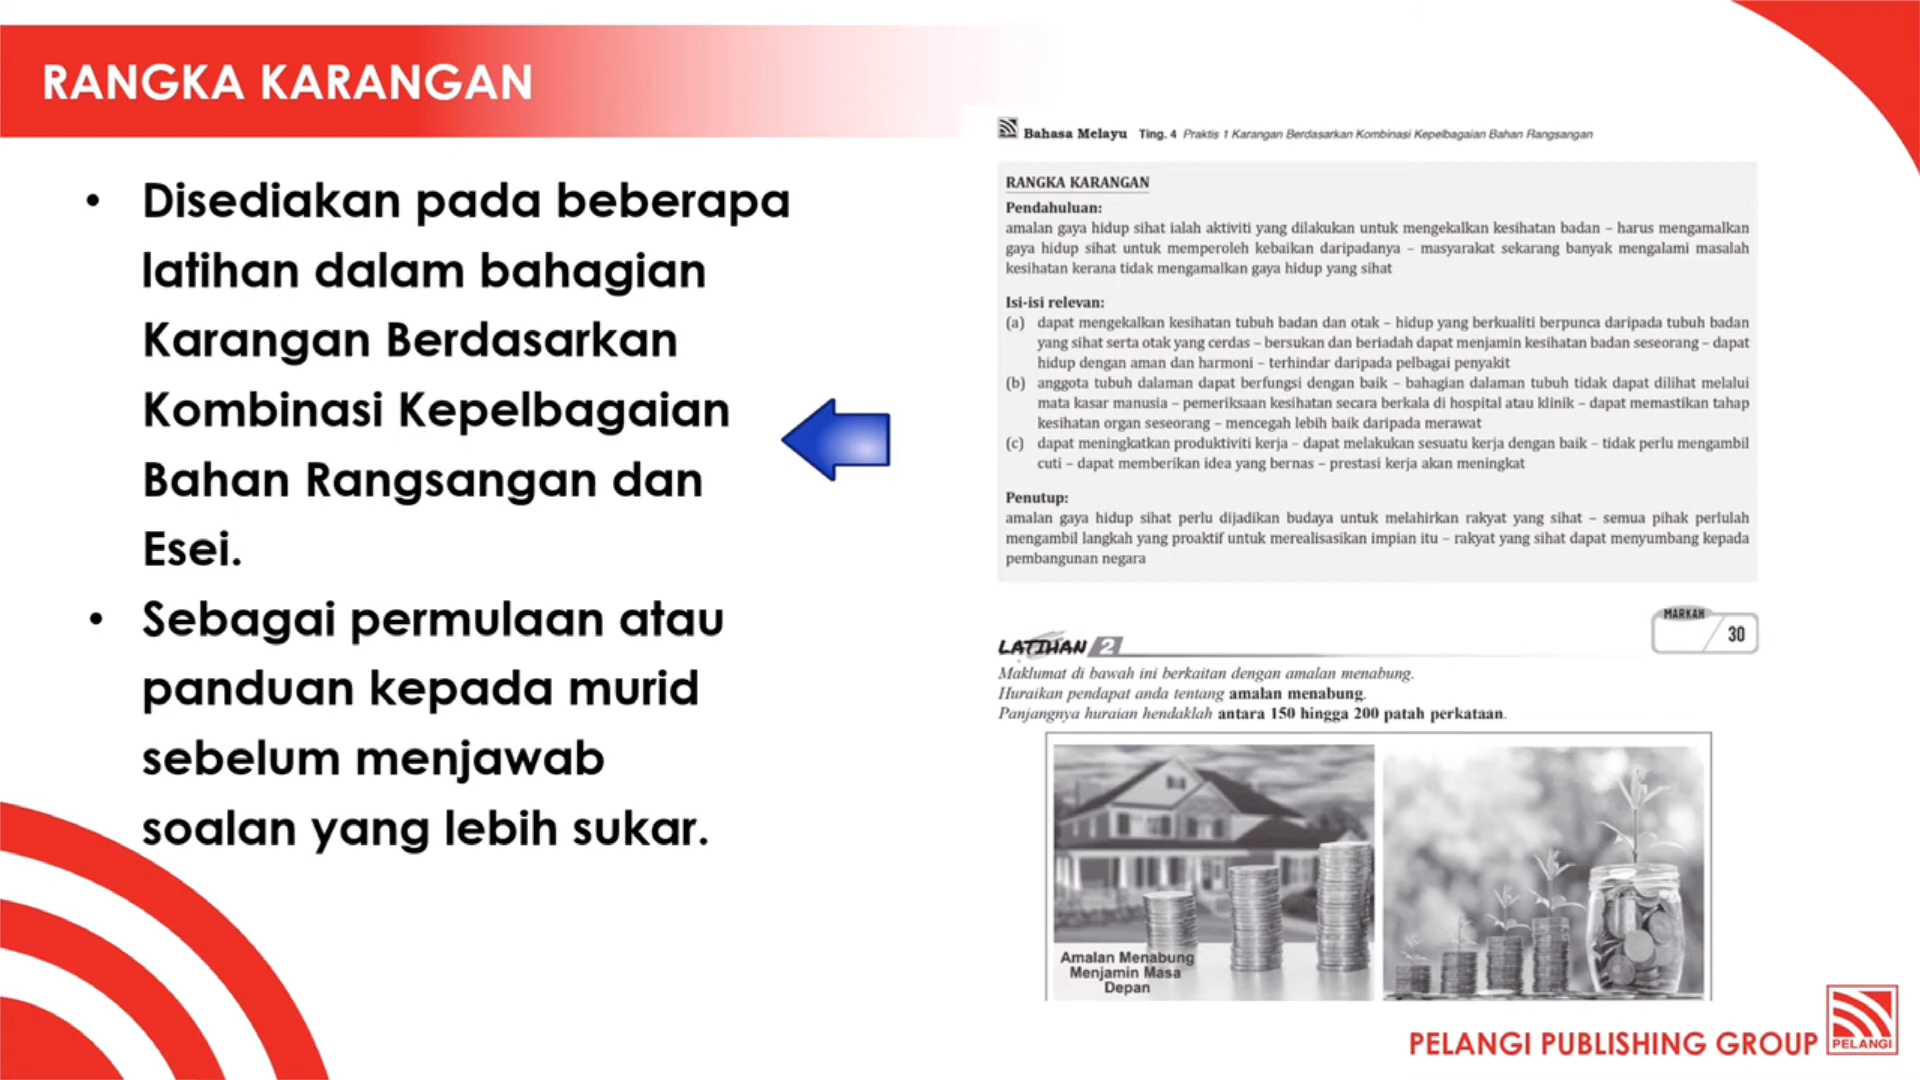 RANGKA KARANGAN
• Disediakan pada beberapa
latihan dalam bahagian
Karangan Berdasarkan
Kombinasi Kepelbagaian
Bahan Rangsangan dan
Esei.
• Sebagai permulaan atau
panduan kepada murid
sebelum menjawab
soalan yang lebih sukar.
Bahasa Melayu Ting. 4 Praktis 1 Karangan Berdasarkan Kombinasi Kepelbagaian Bahan Rangsangan
RANGKA KARANGAN
Pendahuluan:
amalan gaya hidup sihat ialah aktiviti yang dilakukan untuk mengekalkan kesihatan badan – harus mengamalkan
gaya hidup sihat untuk memperoleh kebaikan daripadanya – masyarakat sekarang banyak mengalami masalah
kesihatan kerana tidak mengamalkan gaya hidup yang sihat
Isi-isi relevan:
(a) dapat mengekalkan kesihatan tubuh badan dan otak – hidup yang berkualiti berpunca daripada tubuh badan
yang sihat serta otak yang cerdas – bersukan dan beriadah dapat menjamin kesihatan badan seseorang – dapat
hidup dengan aman dan harmoni – terhindar daripada pelbagai penyakit
(b) anggota tubuh dalaman dapat berfungsi dengan baik – bahagian dalaman tubuh tidak dapat dilihat melalui
mata kasar manusia – pemeriksaan kesihatan secara berkala di hospital atau klinik – dapat memastikan tahap
kesihatan organ seseorang – mencegah lebih baik daripada merawat
(c) dapat meningkatkan produktiviti kerja – dapat melakukan sesuatu kerja dengan baik – tidak perlu mengambil
cuti – dapat memberikan idea yang bernas – prestasi kerja akan meningkat
Penutup:
amalan gaya hidup sihat perlu dijadikan budaya untuk melahirkan rakyat yang sihat – semua pihak perlulah
mengambil langkah yang proaktif untuk merealisasikan impian itu – rakyat yang sihat dapat menyumbang kepada
pembangunan negara
MARKAH
30
LATIHAN 2
Maklumat di bawah ini berkaitan dengan amalan menabung.
Huraikan pendapat anda tentang amalan menabung.
Panjangnya huraian hendaklah antara 150 hingga 200 patah perkataan.
Amalan Menabung
Menjamin Masa
Depan
PELANGI PUBLISHING GROUP
PELANGI